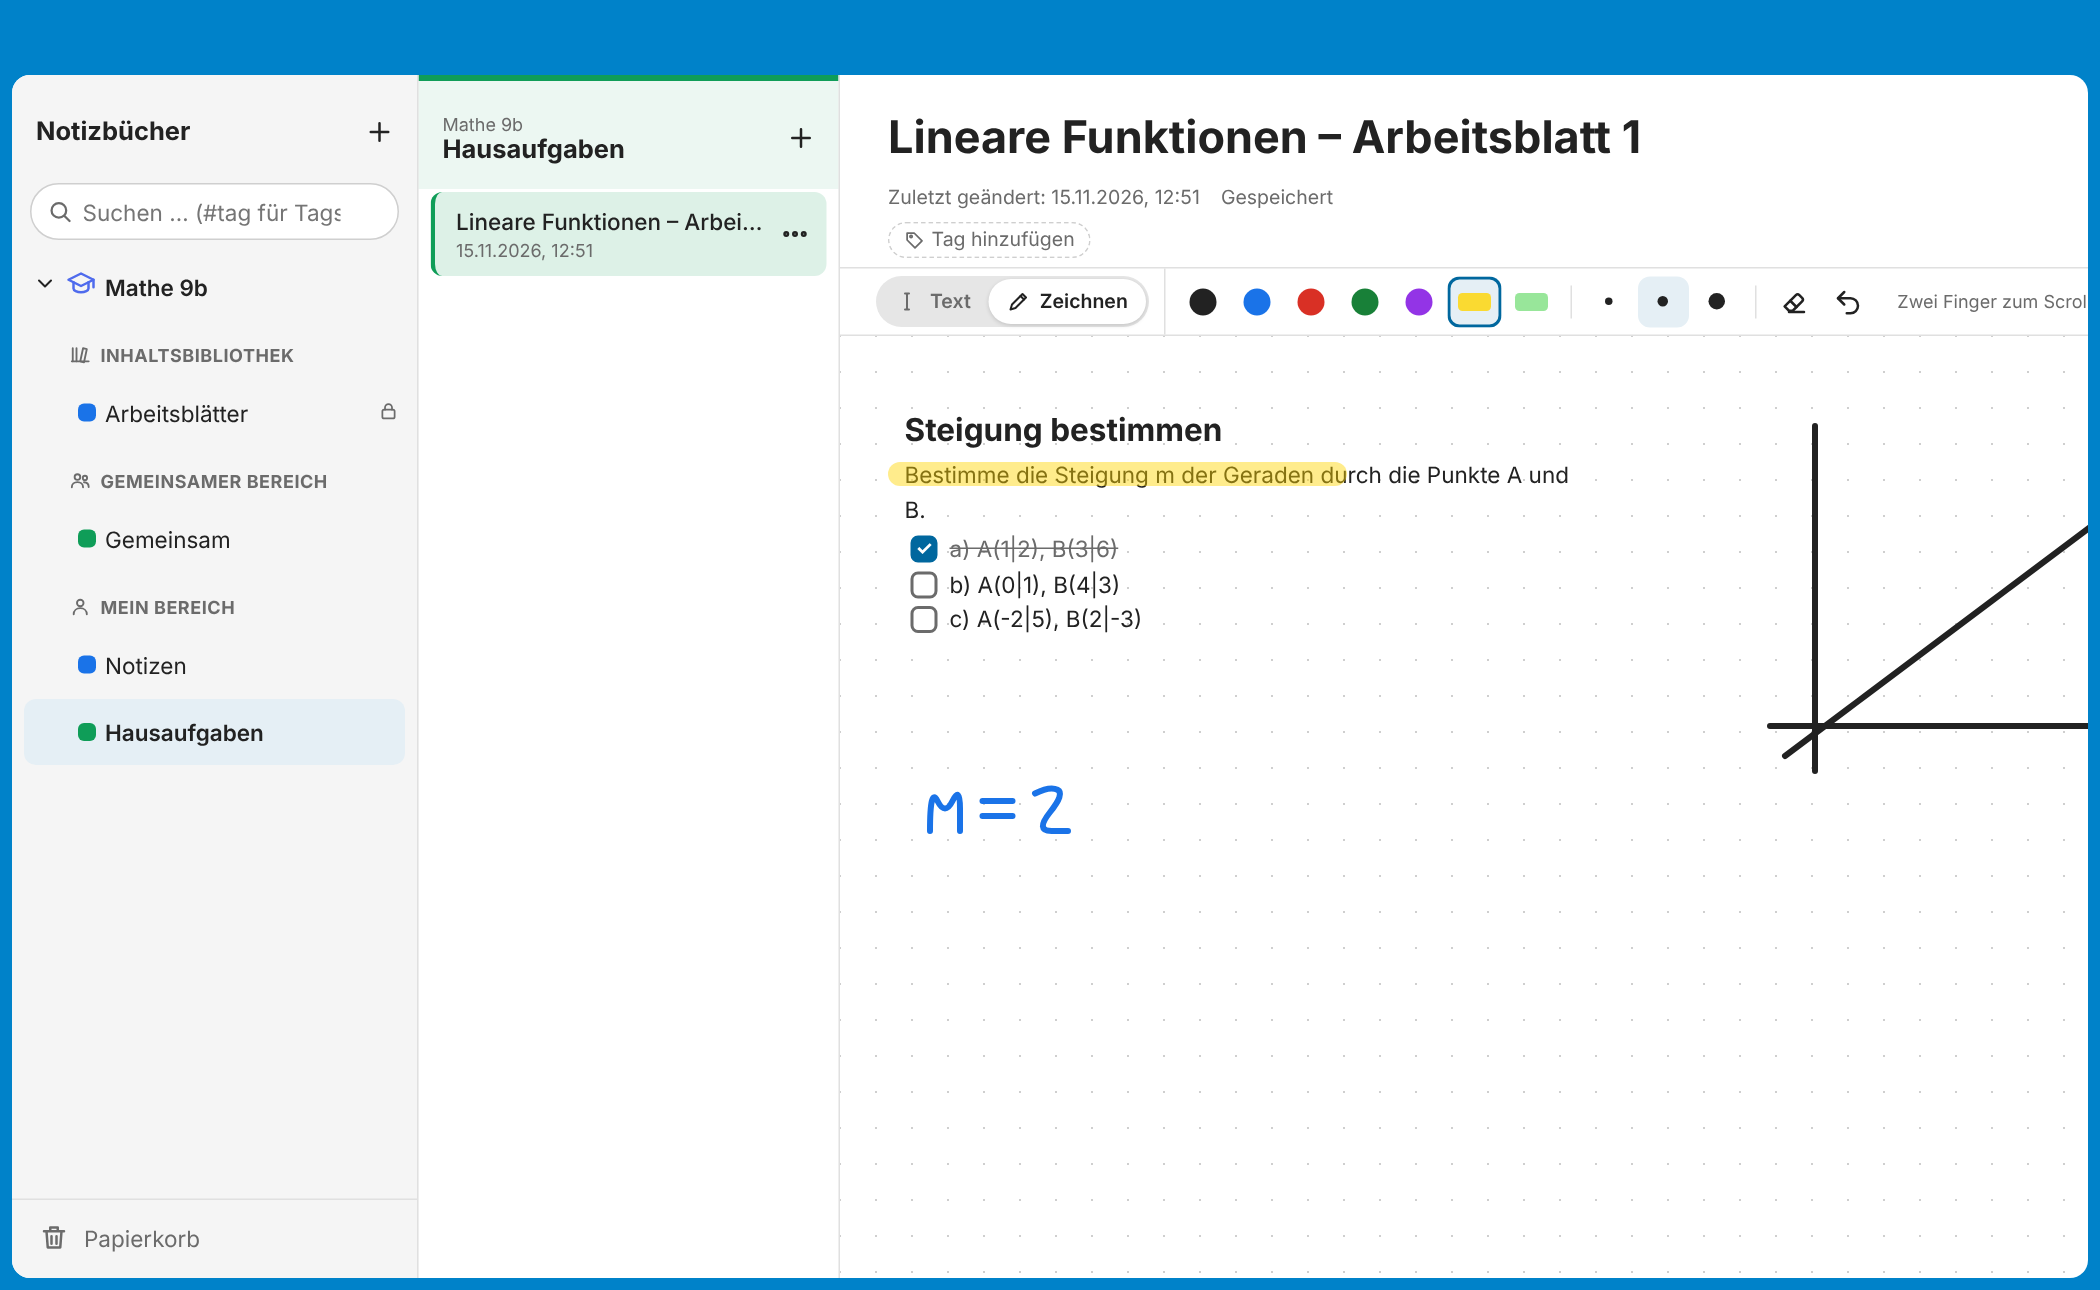 Notizbücher
Suchen ... (#tag für Tags
Mathe 9b
INHALTSBIBLIOTHEK
Arbeitsblätter
GEMEINSAMER BEREICH
Gemeinsam
MEIN BEREICH
Notizen
Hausaufgaben
Papierkorb
Mathe 9b
Hausaufgaben
Lineare Funktionen – Arbei...
15.11.2026, 12:51
Lineare Funktionen – Arbeitsblatt 1
Zuletzt geändert: 15.11.2026, 12:51 Gespeichert
Tag hinzufügen
Text Zeichnen Zwei Finger zum Scrol
Steigung bestimmen
Bestimme die Steigung m der Geraden durch die Punkte A und
B.
a) A(1|2), B(3|6)
b) A(0|1), B(4|3)
c) A(-2|5), B(2|-3)
m = 2